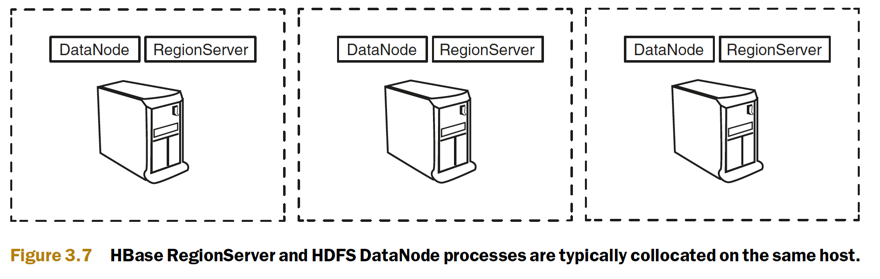 DataNode RegionServer DataNode RegionServer DataNode RegionServer
Figure 3.7 HBase RegionServer and HDFS DataNode processes are typically collocated on the same host.